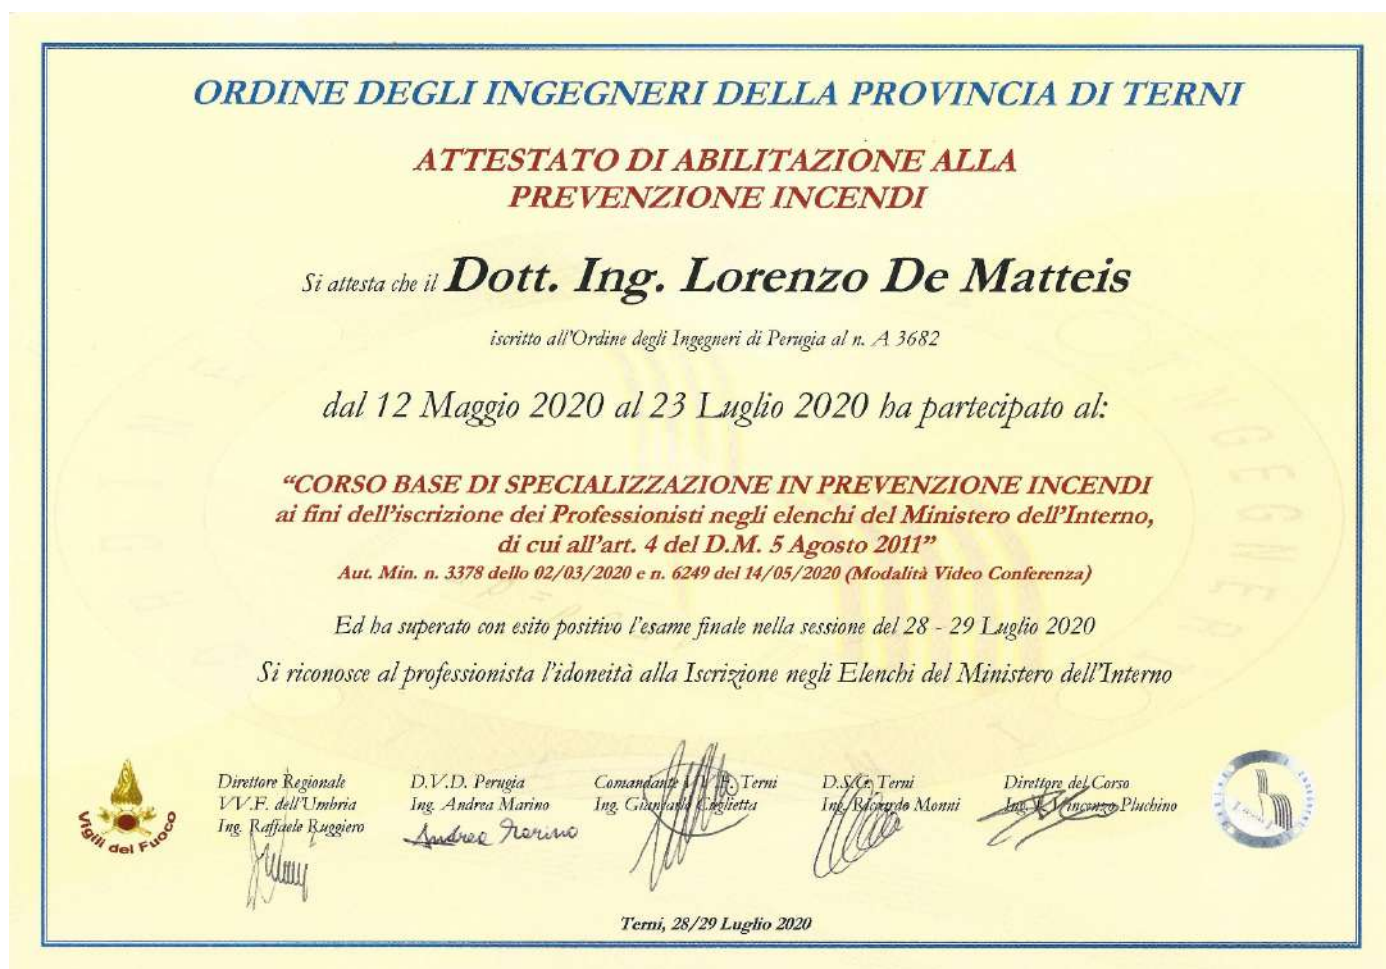 ORDINE DEGLI INGEGNERI DELLA PROVINCIA DI TERNI
ATTESTATO DI ABILITAZIONE ALLA
PREVENZIONE INCENDI
Si attesta che il Dott. Ing. Lorenzo De Matteis
iscritto all'Ordine degli Ingegneri di Perugia al n. A 3682
dal 12 Maggio 2020 al 23 Luglio 2020 ha partecipato al:
"CORSO BASE DI SPECIALIZZAZIONE IN PREVENZIONE INCENDI
ai fini dell'iscrizione dei Professionisti negli elenchi del Ministero dell'Interno,
di cui all'art. 4 del D.M. 5 Agosto 2011"
Aut. Min. n. 3378 dello 02/03/2020 e n. 6249 del 14/05/2020 (Modalità Video Conferenza)
Ed ha superato con esito positivo l'esame finale nella sessione del 28 - 29 Luglio 2020
Si riconosce al professionista l'idoneità alla Iscrizione negli Elenchi del Ministero dell'Interno
Vigili del Fuoco
Direttore Regionale
VV.F. dell'Umbria
Ing. Raffaele Ruggiero
D.V.D. Perugia
Ing. Andrea Marino
Andrea Marino
Comandante Terni
Ing.
D.S.G. Terni
Ing. Riccardo Monni
Direttore del Corso
Ing. Vincenzo Pluchino
Terni, 28/29 Luglio 2020